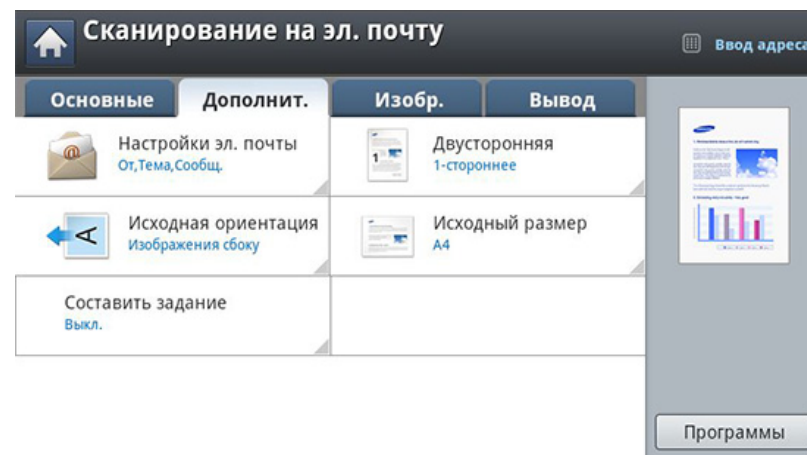 Сканирование на эл. почту
Ввод адреса
Основные
Дополнит.
Изобр.
Вывод
Настройки эл. почты
От,Тема,Сообщ.
Двусторонняя
1-стороннее
Исходная ориентация
Изображения сбоку
Исходный размер
A4
Составить задание
Выкл.
Программы